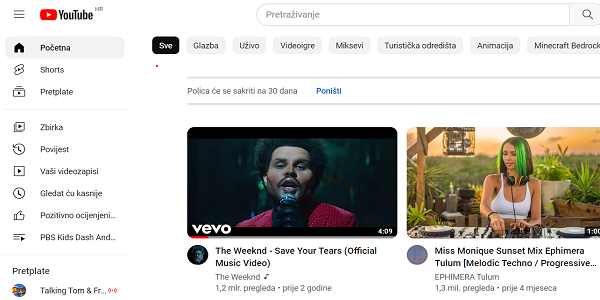 YouTube HR
Pretraživanje
Početna
Shorts
Pretplate
Zbirka
Povijest
Vaši videozapisi
Gledat ću kasnije
Pozitivno ocijenjeni...
PBS Kids Dash And...
Pretplate
Talking Tom & Fr...
Sve
Glazba
Uživo
Videoigre
Miksevi
Turistička odredišta
Animacija
Minecraft Bedrock
Polica će se sakriti na 30 dana
Poništi
vevo
4:09
The Weeknd - Save Your Tears (Official
Music Video)
The Weeknd
1,2 mlr. pregleda • prije 2 godine
Miss Monique Sunset Mix Ephimera
Tulum [Melodic Techno / Progressive...
EPHIMERA Tulum
1,3 mil. pregleda • prije 4 mjeseca